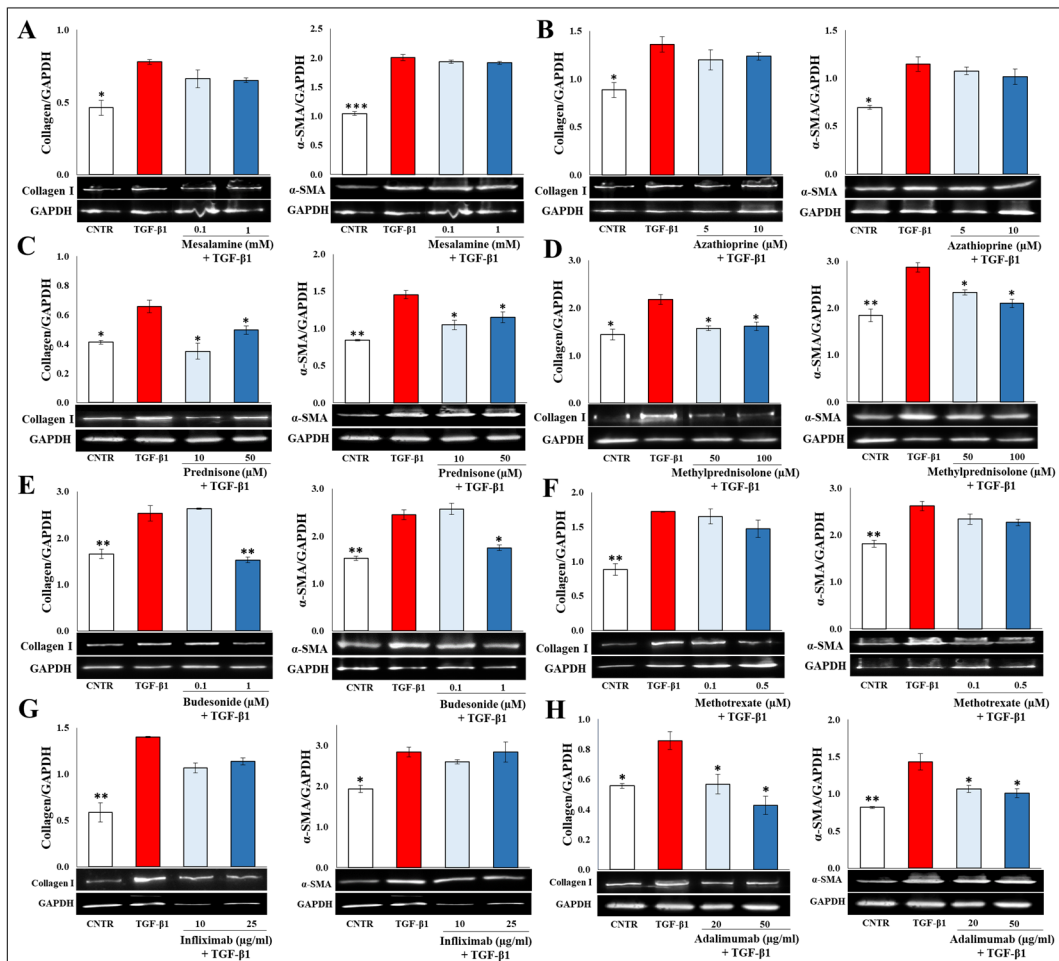 A
B
Collagen/GAPDH
1.0
0.5
0.0
*
α-SMA/GAPDH
2.5
2.0
1.5
1.0
0.5
0.0
***
Collagen/GAPDH
1.5
1.0
0.5
0.0
*
α-SMA/GAPDH
1.5
1.0
0.5
0.0
*
Collagen I
GAPDH
α-SMA
GAPDH
Collagen I
GAPDH
α-SMA
GAPDH
CNTR TGF-β1 0.1 1
Mesalamine (mM)
+ TGF-β1
CNTR TGF-β1 0.1 1
Mesalamine (mM)
+ TGF-β1
CNTR TGF-β1 5 10
Azathioprine (μM)
+ TGF-β1
CNTR TGF-β1 5 10
Azathioprine (μM)
+ TGF-β1
C
D
Collagen/GAPDH
1.0
0.8
0.6
0.4
0.2
0.0
* * *
α-SMA/GAPDH
1.5
1.0
0.5
0.0
** * *
Collagen/GAPDH
2.5
2.0
1.5
1.0
0.5
0.0
* * *
α-SMA/GAPDH
3.0
2.0
1.0
0.0
** * *
Collagen I
GAPDH
α-SMA
GAPDH
Collagen I
GAPDH
α-SMA
GAPDH
CNTR TGF-β1 10 50
Prednisone (μM)
+ TGF-β1
CNTR TGF-β1 10 50
Prednisone (μM)
+ TGF-β1
CNTR TGF-β1 50 100
Methylprednisolone (μM)
+ TGF-β1
CNTR TGF-β1 50 100
Methylprednisolone (μM)
+ TGF-β1
E
F
Collagen/GAPDH
3.0
2.0
1.0
0.0
** **
α-SMA/GAPDH
3.0
2.0
1.0
0.0
** *
Collagen/GAPDH
2.0
1.5
1.0
0.5
0.0
**
α-SMA/GAPDH
3.0
2.0
1.0
0.0
**
Collagen I
GAPDH
α-SMA
GAPDH
Collagen I
GAPDH
α-SMA
GAPDH
CNTR TGF-β1 0.1 1
Budesonide (μM)
+ TGF-β1
CNTR TGF-β1 0.1 1
Budesonide (μM)
+ TGF-β1
CNTR TGF-β1 0.1 0.5
Methotrexate (μM)
+ TGF-β1
CNTR TGF-β1 0.1 0.5
Methotrexate (μM)
+ TGF-β1
G
H
Collagen/GAPDH
1.5
1.0
0.5
0.0
**
α-SMA/GAPDH
3.0
2.0
1.0
0.0
*
Collagen/GAPDH
1.0
0.8
0.6
0.4
0.2
0.0
* * *
α-SMA/GAPDH
2.0
1.5
1.0
0.5
0.0
** * *
Collagen I
GAPDH
α-SMA
GAPDH
Collagen I
GAPDH
α-SMA
GAPDH
CNTR TGF-β1 10 25
Infliximab (μg/ml)
+ TGF-β1
CNTR TGF-β1 10 25
Infliximab (μg/ml)
+ TGF-β1
CNTR TGF-β1 20 50
Adalimumab (μg/ml)
+ TGF-β1
CNTR TGF-β1 20 50
Adalimumab (μg/ml)
+ TGF-β1